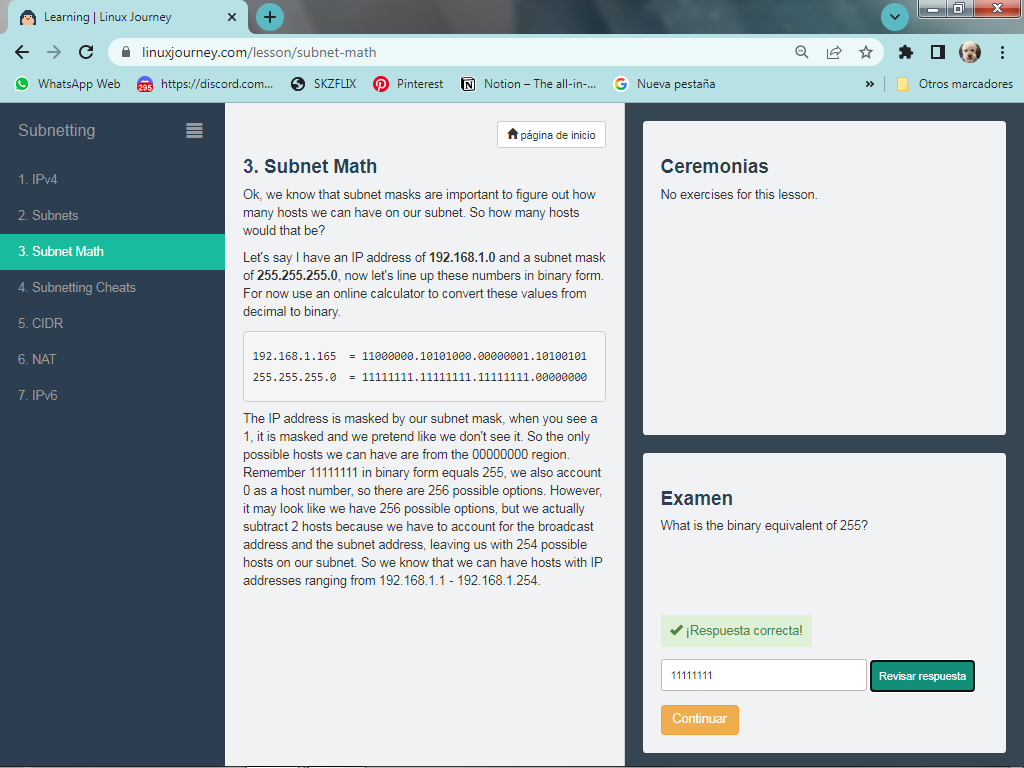 Learning | Linux Journey
linuxjourney.com/lesson/subnet-math
WhatsApp Web
295
https://discord.com...
SKZFLIX
Pinterest
Notion – The all-in-...
Nueva pestaña
»
Otros marcadores
Subnetting
1. IPv4
2. Subnets
3. Subnet Math
4. Subnetting Cheats
5. CIDR
6. NAT
7. IPv6
página de inicio
3. Subnet Math
Ok, we know that subnet masks are important to figure out how
many hosts we can have on our subnet. So how many hosts
would that be?
Let's say I have an IP address of 192.168.1.0 and a subnet mask
of 255.255.255.0, now let's line up these numbers in binary form.
For now use an online calculator to convert these values from
decimal to binary.
192.168.1.165 = 11000000.10101000.00000001.10100101
255.255.255.0 = 11111111.11111111.11111111.00000000
The IP address is masked by our subnet mask, when you see a
1, it is masked and we pretend like we don't see it. So the only
possible hosts we can have are from the 00000000 region.
Remember 11111111 in binary form equals 255, we also account
0 as a host number, so there are 256 possible options. However,
it may look like we have 256 possible options, but we actually
subtract 2 hosts because we have to account for the broadcast
address and the subnet address, leaving us with 254 possible
hosts on our subnet. So we know that we can have hosts with IP
addresses ranging from 192.168.1.1 - 192.168.1.254.
Ceremonias
No exercises for this lesson.
Examen
What is the binary equivalent of 255?
¡Respuesta correcta!
11111111
Revisar respuesta
Continuar